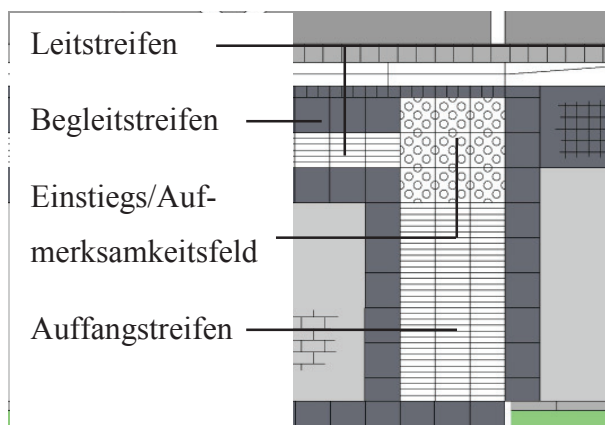 Leitstreifen
Begleitstreifen
Einstiegs/Auf-
merksamkeitsfeld
Auffangstreifen